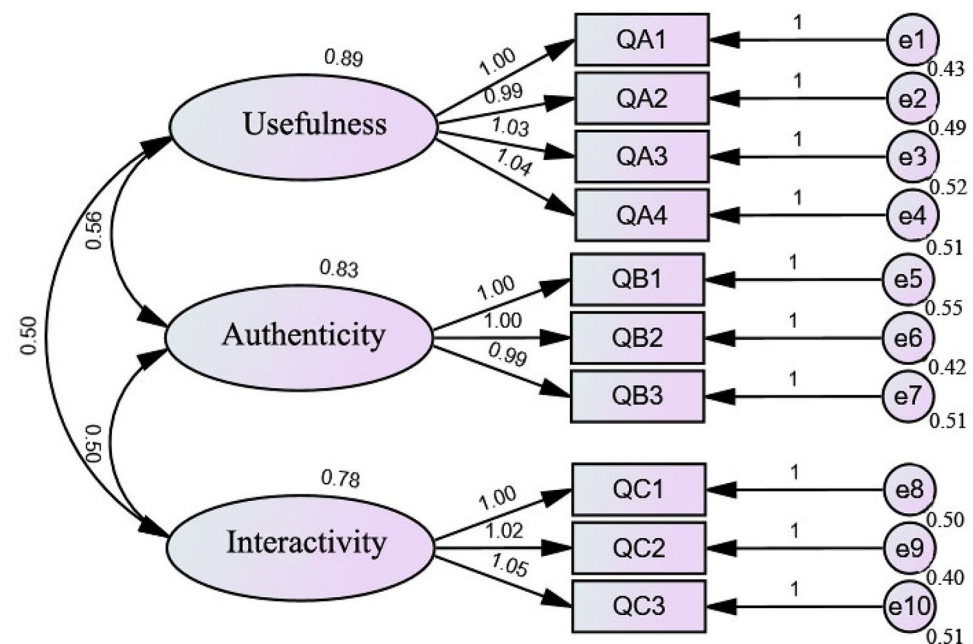 0.89
Usefulness
1.00
0.99
1.03
1.04
QA1
1
e1
0.43
QA2
1
e2
0.49
QA3
1
e3
0.52
QA4
1
e4
0.51
0.56
0.50
0.83
Authenticity
1.00
1.00
0.99
QB1
1
e5
0.55
QB2
1
e6
0.42
QB3
1
e7
0.51
0.50
0.78
Interactivity
1.00
1.02
1.05
QC1
1
e8
0.50
QC2
1
e9
0.40
QC3
1
e10
0.51